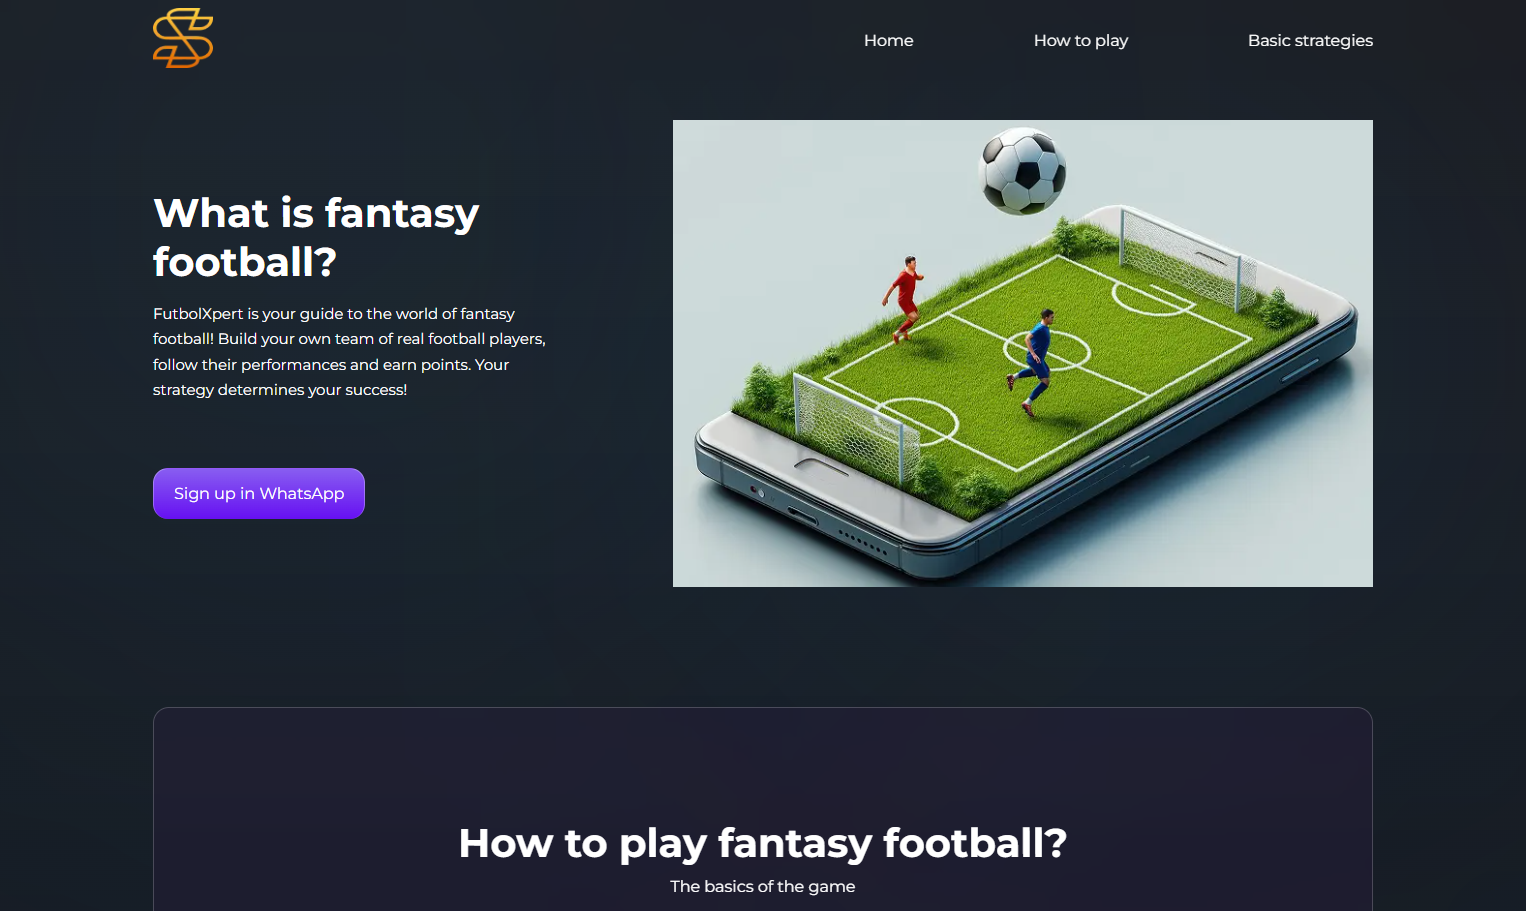 Home
How to play
Basic strategies
What is fantasy
football?
FutbolXpert is your guide to the world of fantasy
football! Build your own team of real football players,
follow their performances and earn points. Your
strategy determines your success!
Sign up in WhatsApp
How to play fantasy football?
The basics of the game